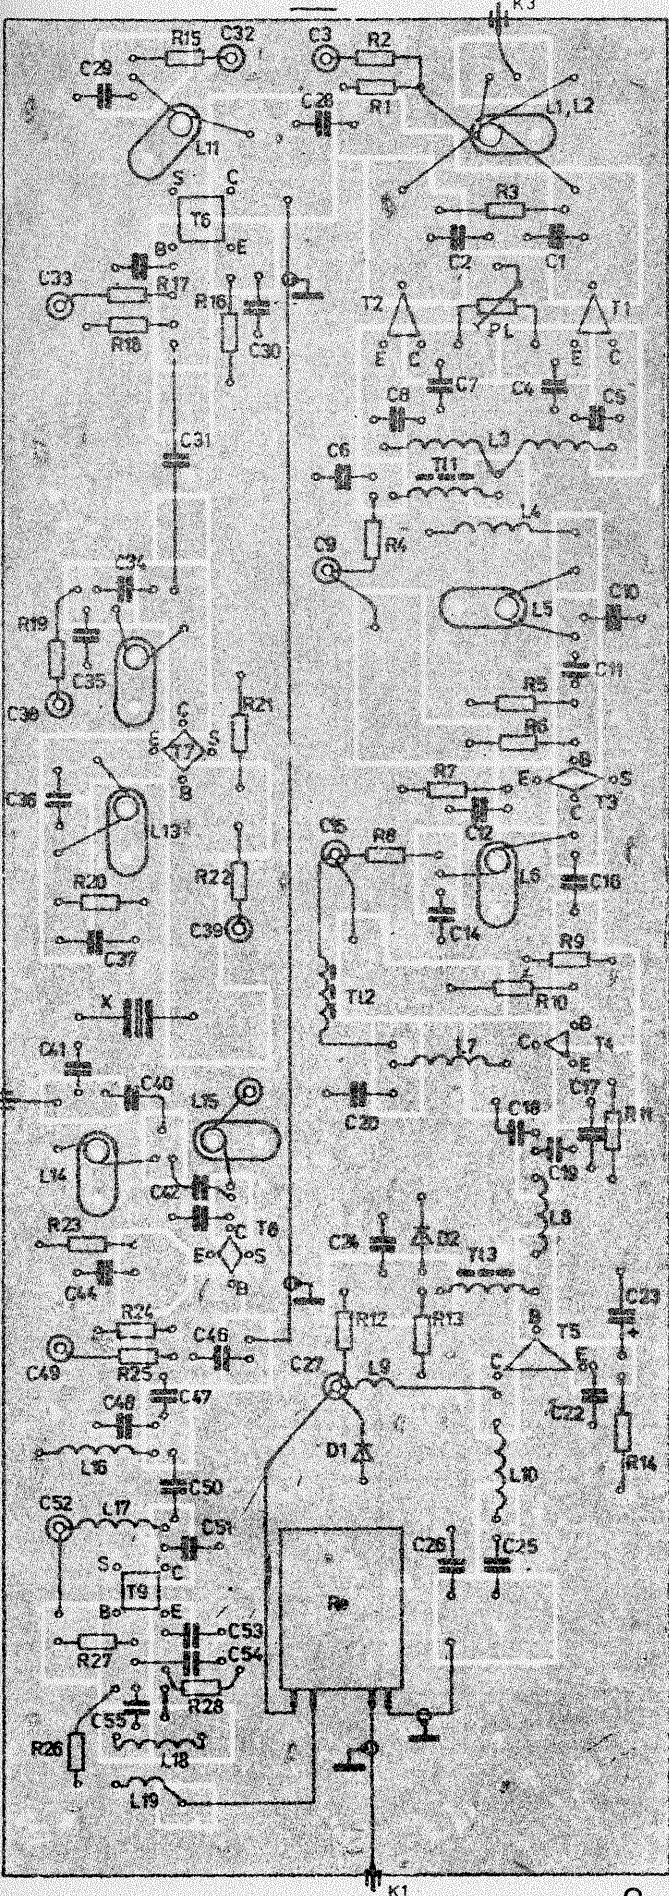 K3
R15 C32 C3 R2
C29 R1 L1, L2
C28
L11
S C R3
T6
B E C2 C1
C33 R17 T2 T1
R16 P1
R18 C30 E C E C
C8 C7 C4 C5
C31 L3
C6 Tl1
L4
C9 R4
C34
R19 L5 C10
C35 C11
R5
C R21
E T7 S R6
B R7 B
E S
C36 C T3
L13 C15 R8 C12
L6
R20 R22 C16
C39 C14
C37 R9
X R10
Tl2 B
C41 L7 C T4
E
C40 L15 C17
C20 C18 R11
L14 C19
C42
R23 C T8 L8
E S C24 D2
C44 B Tl3
C23
R24 R12 R13 B T5 +
C46
C49 R25 C27 L9 C E
C47
C48 C22
L16 D1 L10 R14
C50
C52 L17
C51 C26 C25
S C
T9 Re
B E
C53
R27 C54
R28
C55
R26 L18
L19
K1